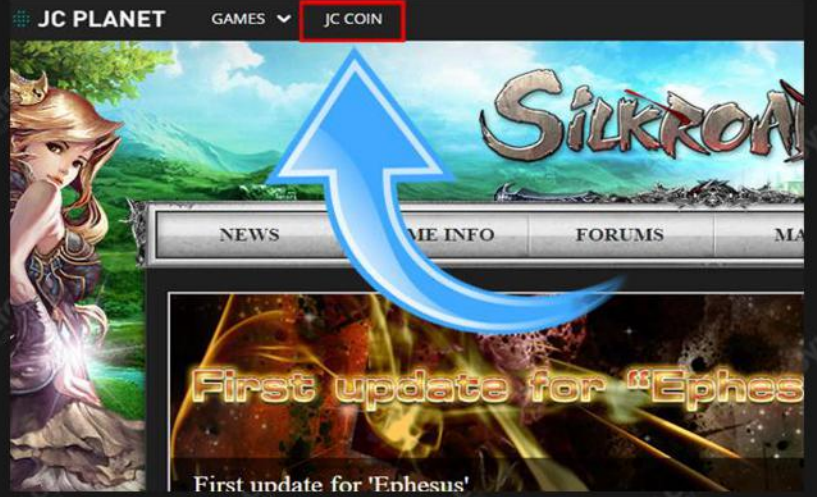 JC PLANET GAMES JC COIN
SILKROA
NEWS ME INFO FORUMS MA
First update for "Ephes
First update for 'Ephesus'